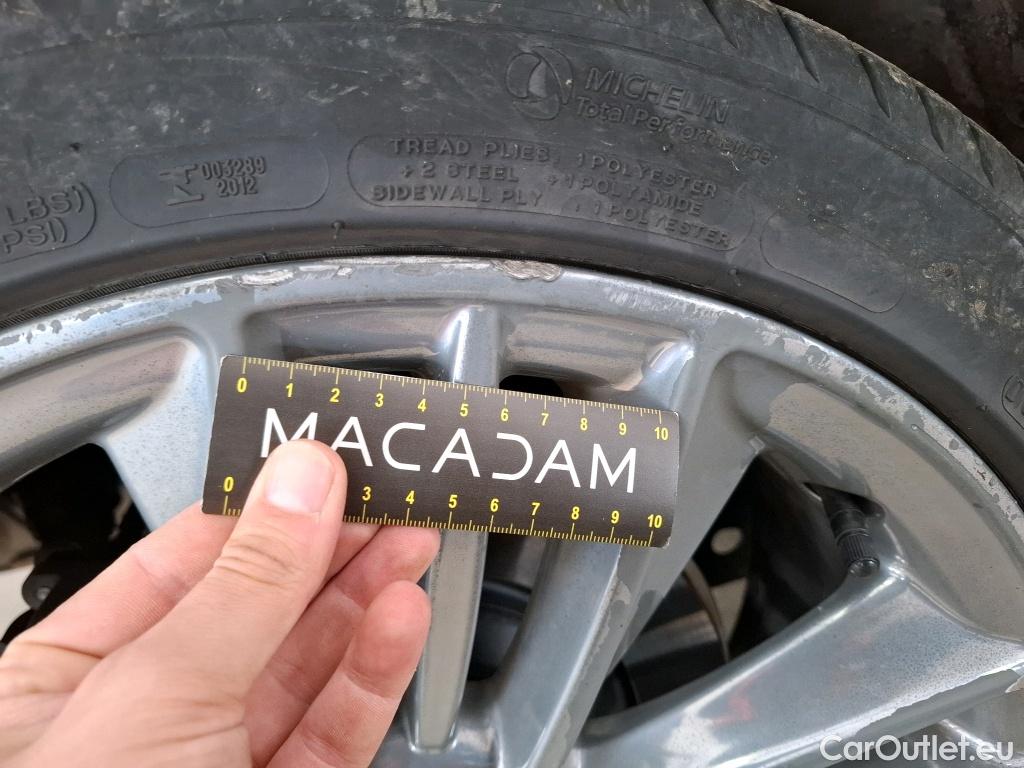 MICHELIN
Total Performance
TREAD PLIES: 1 POLYESTER
+ 2 STEEL + 1 POLYAMIDE
SIDEWALL PLY : 1 POLYESTER
003289
2012
LBS)
PSI)
0 1 2 3 4 5 6 7 8 9 10
MACADAM
0 3 4 5 6 7 8 9 10
CarOutlet.eu